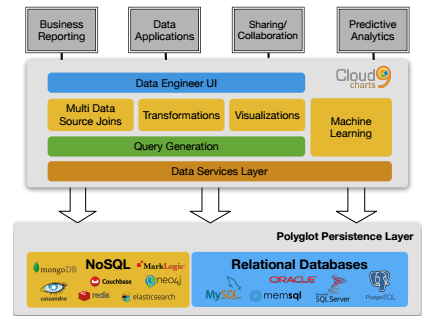 Business
Reporting
Data
Applications
Sharing/
Collaboration
Predictive
Analytics
Cloud9
charts
Data Engineer UI
Multi Data
Source Joins
Transformations
Visualizations
Machine
Learning
Query Generation
Data Services Layer
Polyglot Persistence Layer
mongoDB
NoSQL
MarkLogic
Couchbase
neo4j
cassandra
redis
elasticsearch
Relational Databases
ORACLE
MySQL
memsql
SQL Server
PostgreSQL